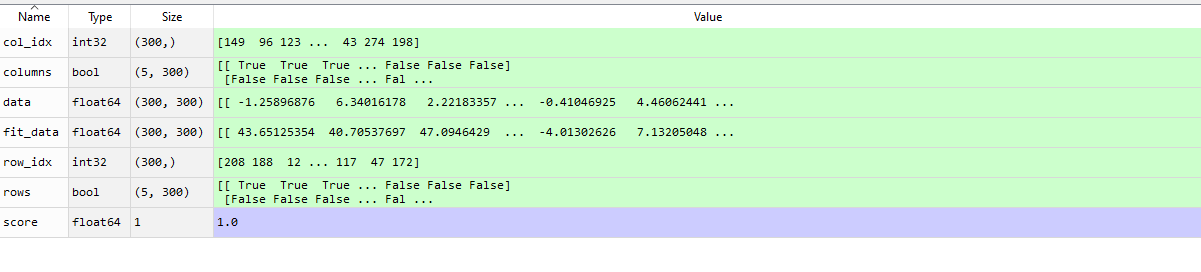 Name Type Size Value
col_idx int32 (300,) [149  96 123 ...  43 274 198]
columns bool (5, 300) [[ True  True  True ... False False False]
[False False False ... Fal ...
data float64 (300, 300) [[ -1.25896876   6.34016178   2.22183357 ...  -0.41046925   4.46062441 ...
fit_data float64 (300, 300) [[ 43.65125354  40.70537697  47.0946429  ...  -4.01302626   7.13205048 ...
row_idx int32 (300,) [208 188  12 ... 117  47 172]
rows bool (5, 300) [[ True  True  True ... False False False]
[False False False ... Fal ...
score float64 1 1.0